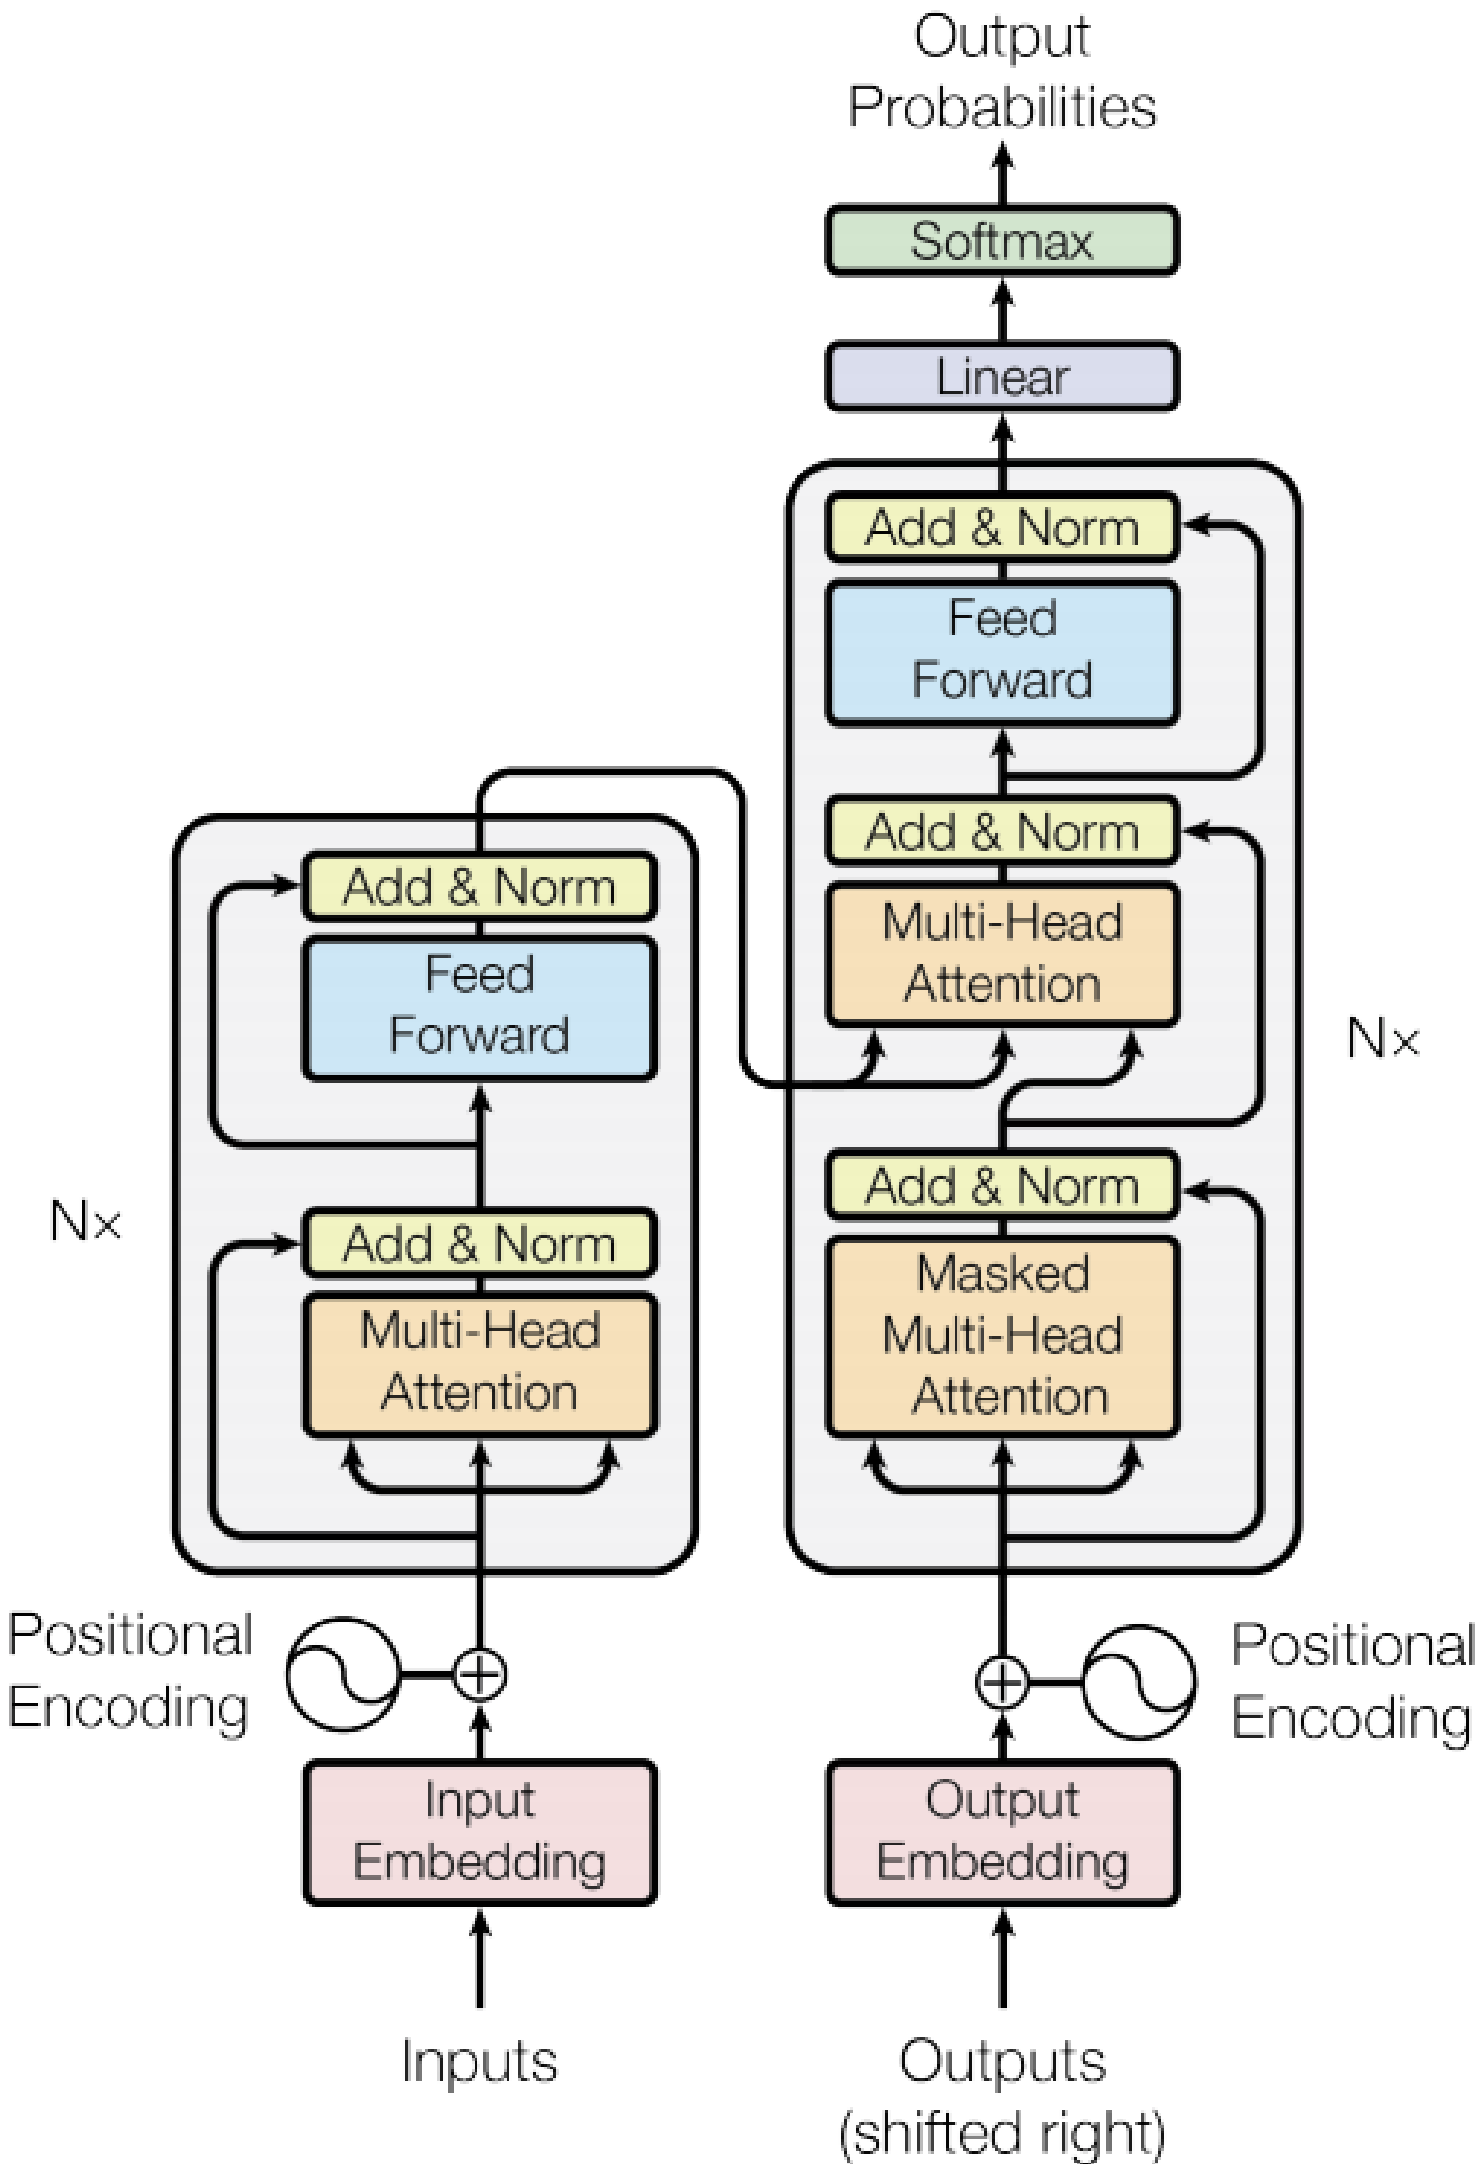 Output
Probabilities
Softmax
Linear
Add & Norm
Feed
Forward
Add & Norm
Multi-Head
Attention
Add & Norm
Masked
Multi-Head
Attention
N×
Add & Norm
Feed
Forward
Add & Norm
Multi-Head
Attention
N×
Positional
Encoding
Positional
Encoding
Input
Embedding
Output
Embedding
Inputs
Outputs
(shifted right)